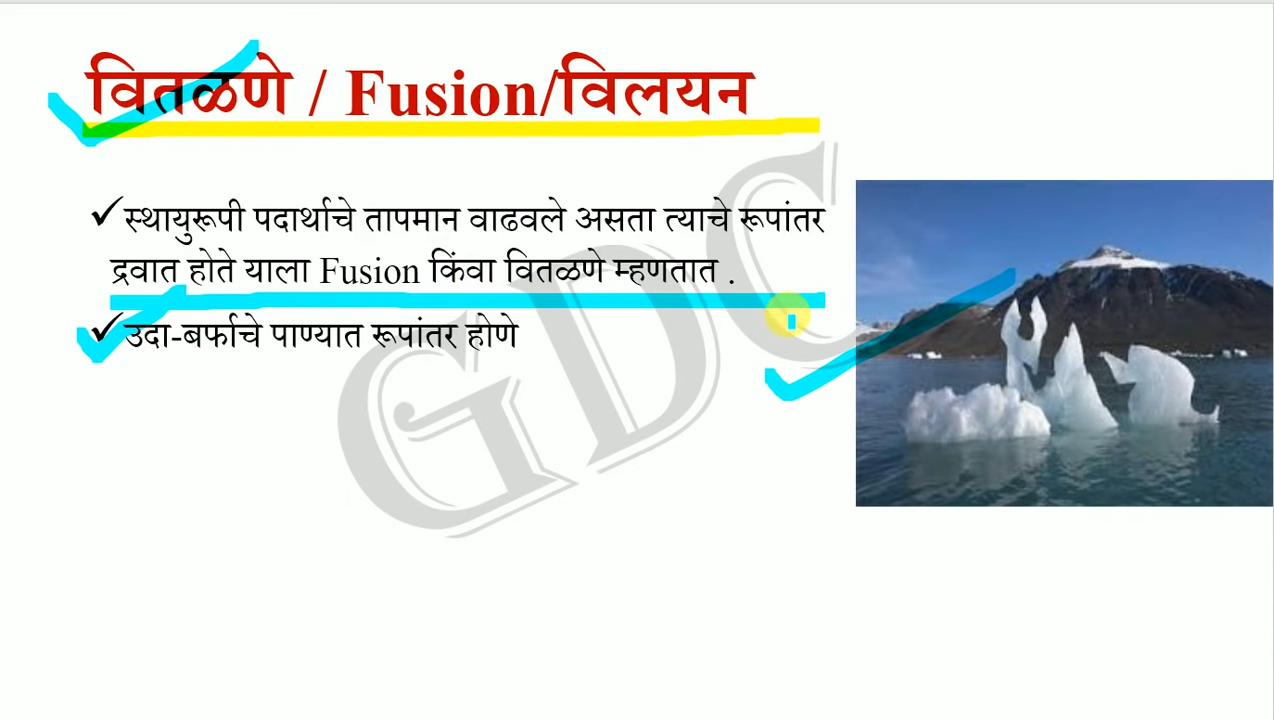 वितळणे / Fusion/विलयन
स्थायुरूपी पदार्थाचे तापमान वाढवले असता त्याचे रूपांतर
द्रवात होते याला Fusion किंवा वितळणे म्हणतात .
उदा-बर्फाचे पाण्यात रूपांतर होणे
GDC